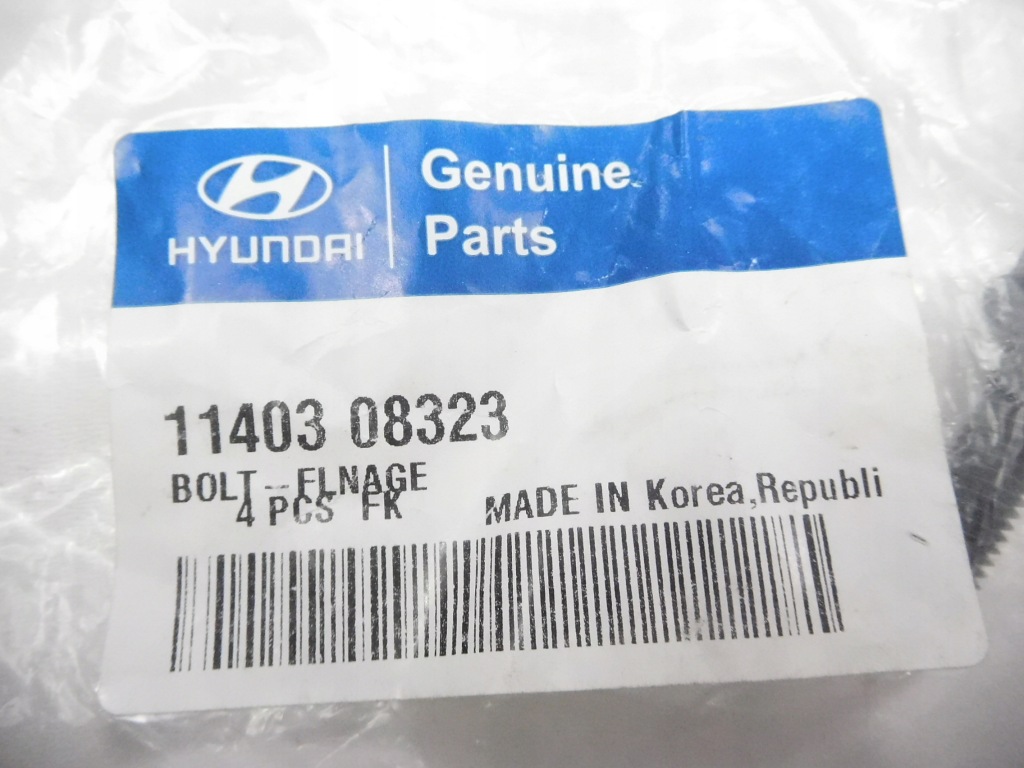 HYUNDAI
Genuine
Parts
11403 08323
BOLT-FLNAGE
4 PCS FK
MADE IN Korea,Republi